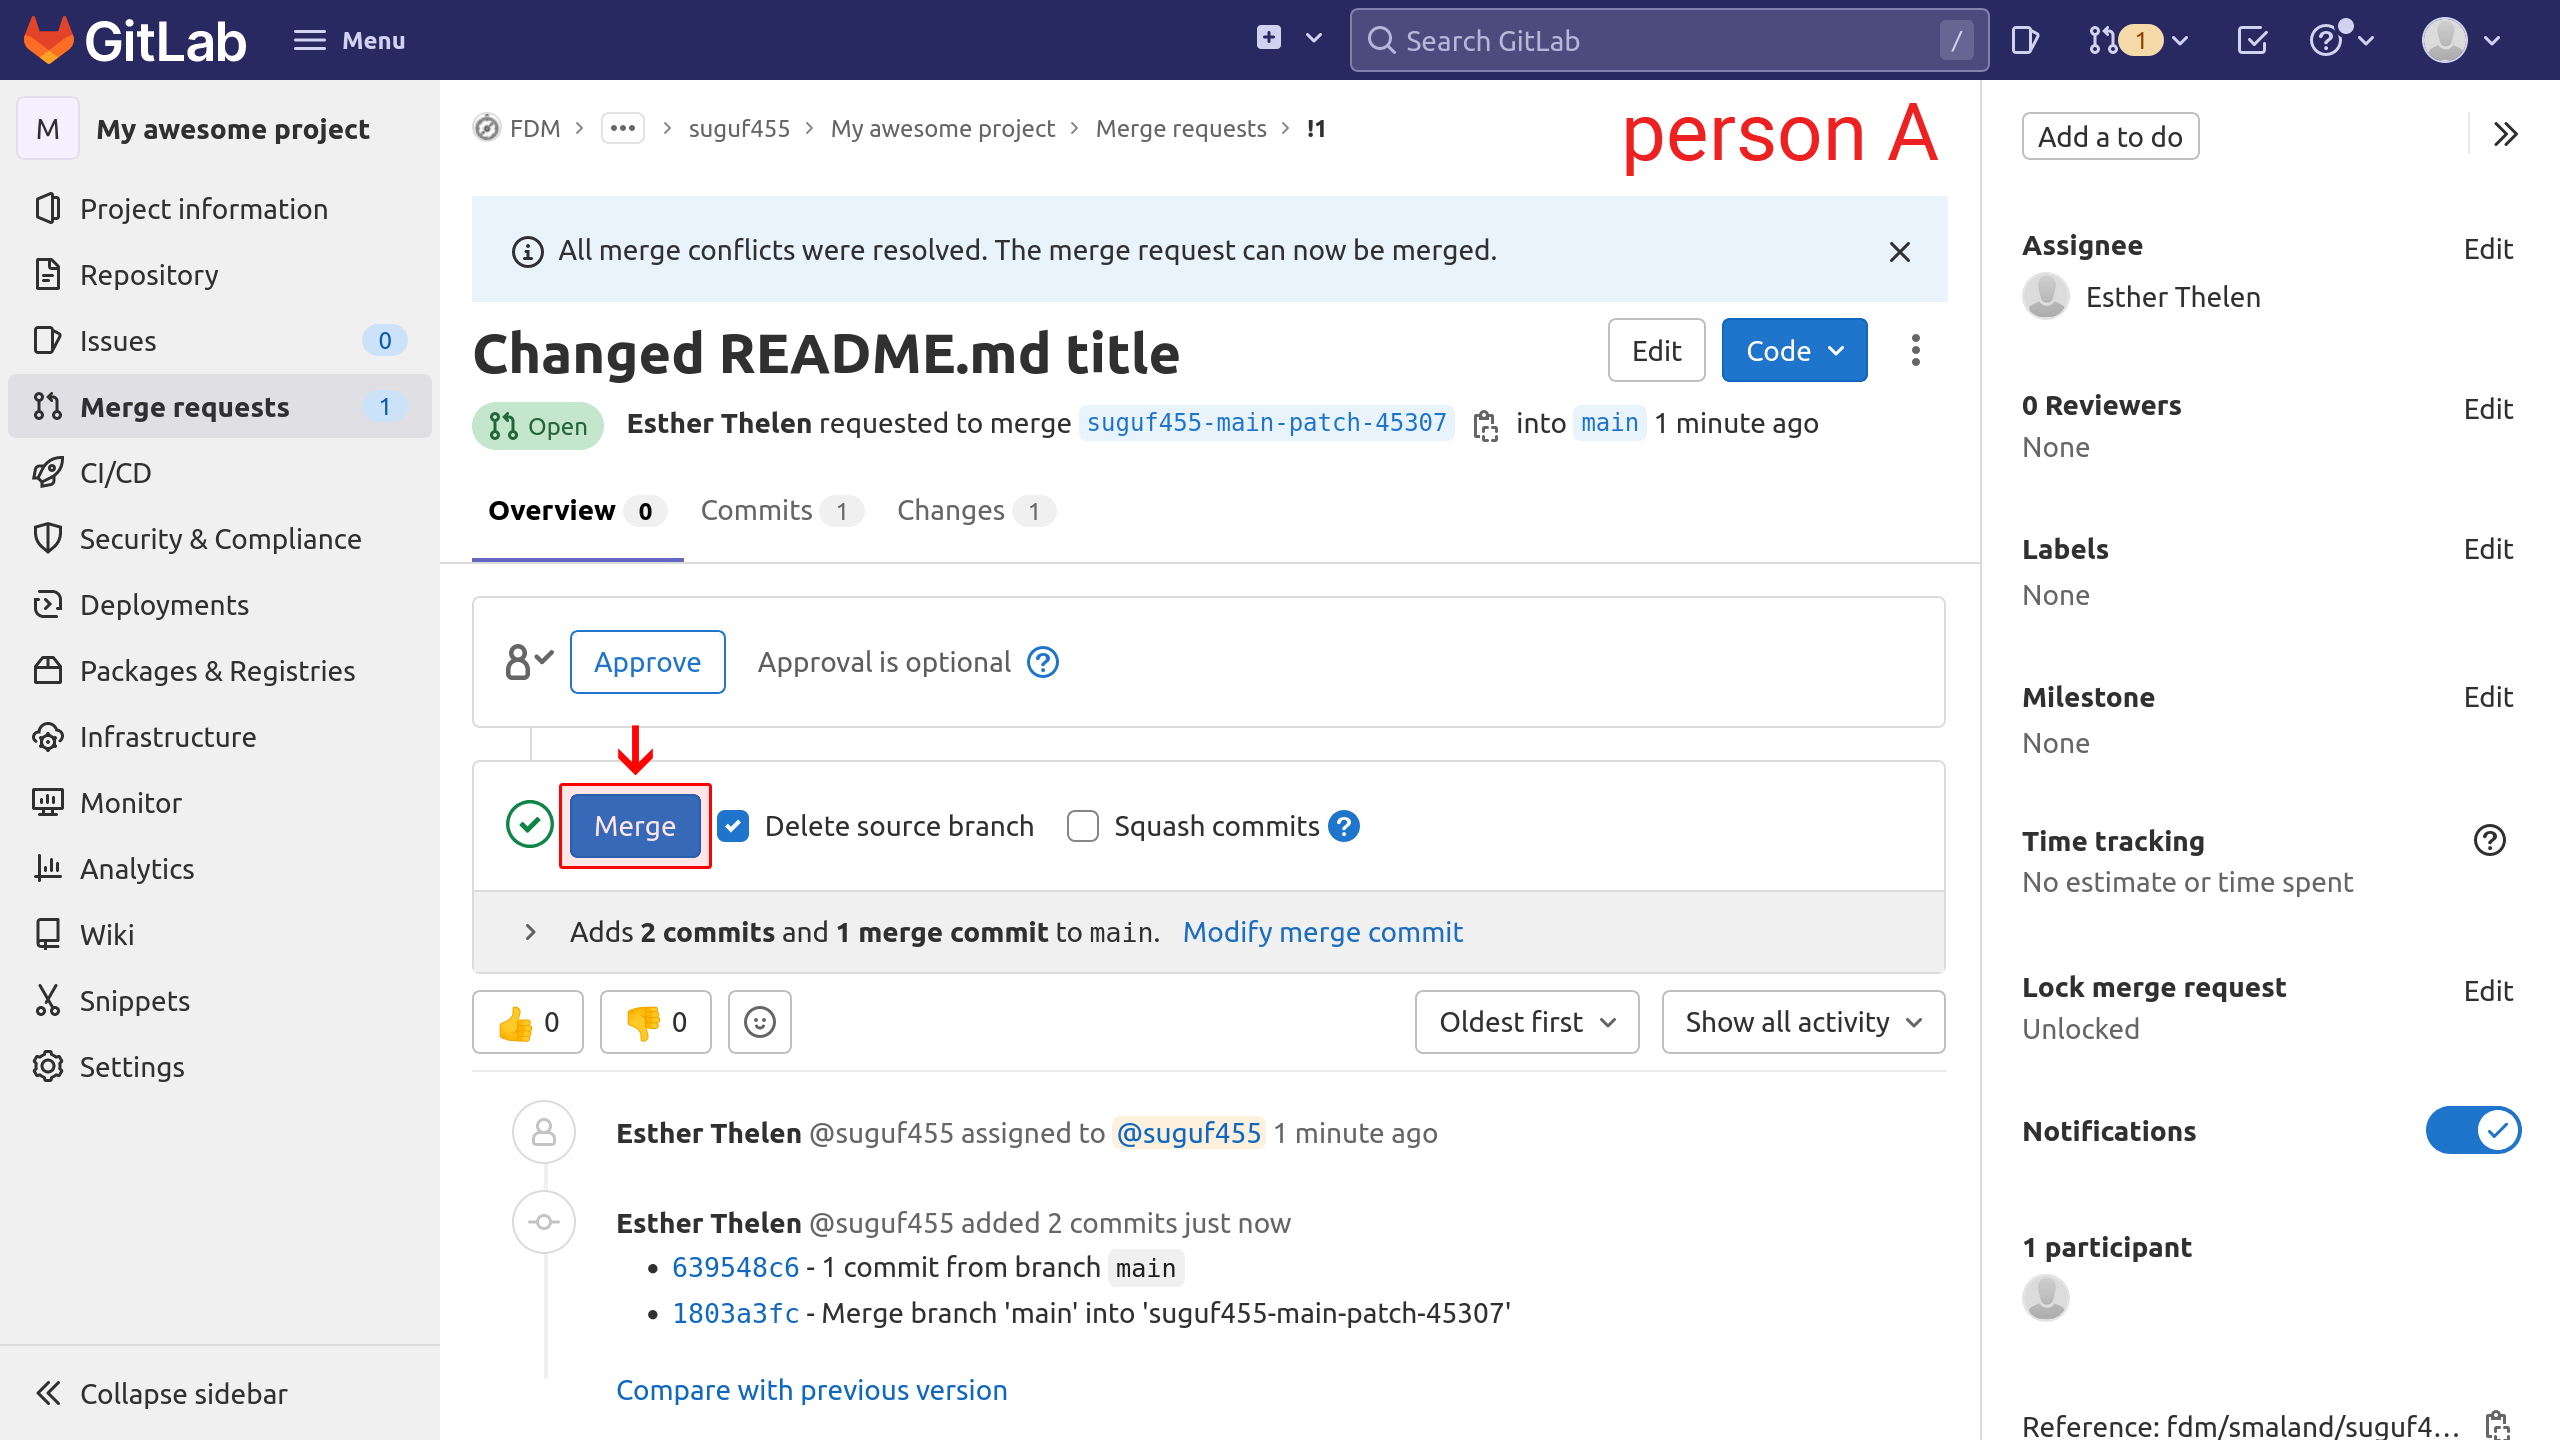 GitLab
Menu
Search GitLab
/
1
M
My awesome project
Project information
Repository
Issues 0
Merge requests 1
CI/CD
Security & Compliance
Deployments
Packages & Registries
Infrastructure
Monitor
Analytics
Wiki
Snippets
Settings
Collapse sidebar
FDM > ••• > suguf455 > My awesome project > Merge requests > !1
person A
All merge conflicts were resolved. The merge request can now be merged.
Changed README.md title
Edit
Code
Open
Esther Thelen requested to merge suguf455-main-patch-45307 into main 1 minute ago
Overview 0
Commits 1
Changes 1
Approve
Approval is optional
Merge
Delete source branch
Squash commits
Adds 2 commits and 1 merge commit to main. Modify merge commit
👍 0
👎 0
Oldest first
Show all activity
Esther Thelen @suguf455 assigned to @suguf455 1 minute ago
Esther Thelen @suguf455 added 2 commits just now
• 639548c6 - 1 commit from branch main
• 1803a3fc - Merge branch 'main' into 'suguf455-main-patch-45307'
Compare with previous version
Add a to do
Assignee
Edit
Esther Thelen
0 Reviewers
Edit
None
Labels
Edit
None
Milestone
Edit
None
Time tracking
No estimate or time spent
Lock merge request
Edit
Unlocked
Notifications
1 participant
Reference: fdm/smaland/suguf4…